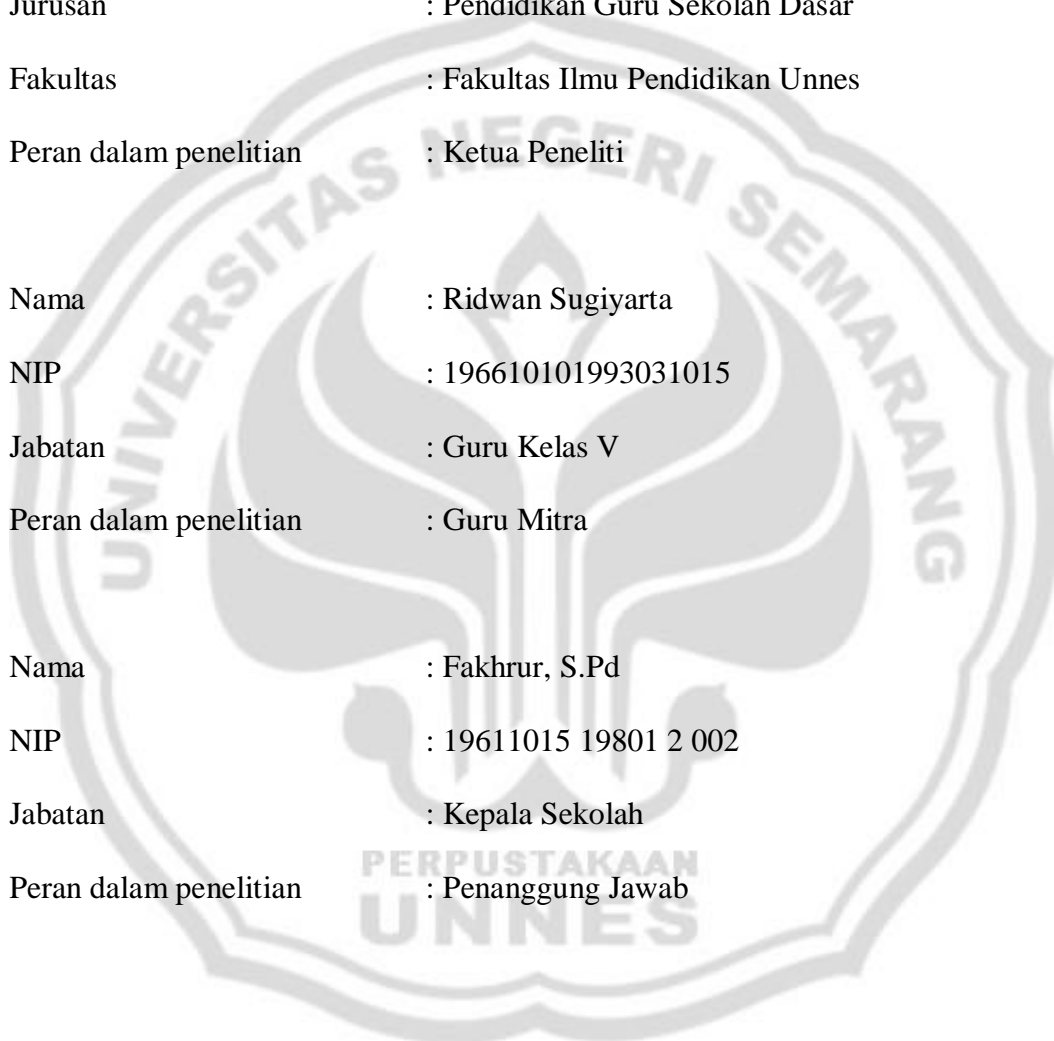 Jurusan : Pendidikan Guru Sekolah Dasar
Fakultas : Fakultas Ilmu Pendidikan Unnes
Peran dalam penelitian : Ketua Peneliti
Nama : Ridwan Sugiyarta
NIP : 196610101993031015
Jabatan : Guru Kelas V
Peran dalam penelitian : Guru Mitra
Nama : Fakhrur, S.Pd
NIP : 19611015 19801 2 002
Jabatan : Kepala Sekolah
Peran dalam penelitian : Penanggung Jawab
UNIVERSITAS NEGERI SEMARANG
PERPUSTAKAAN
UNNES